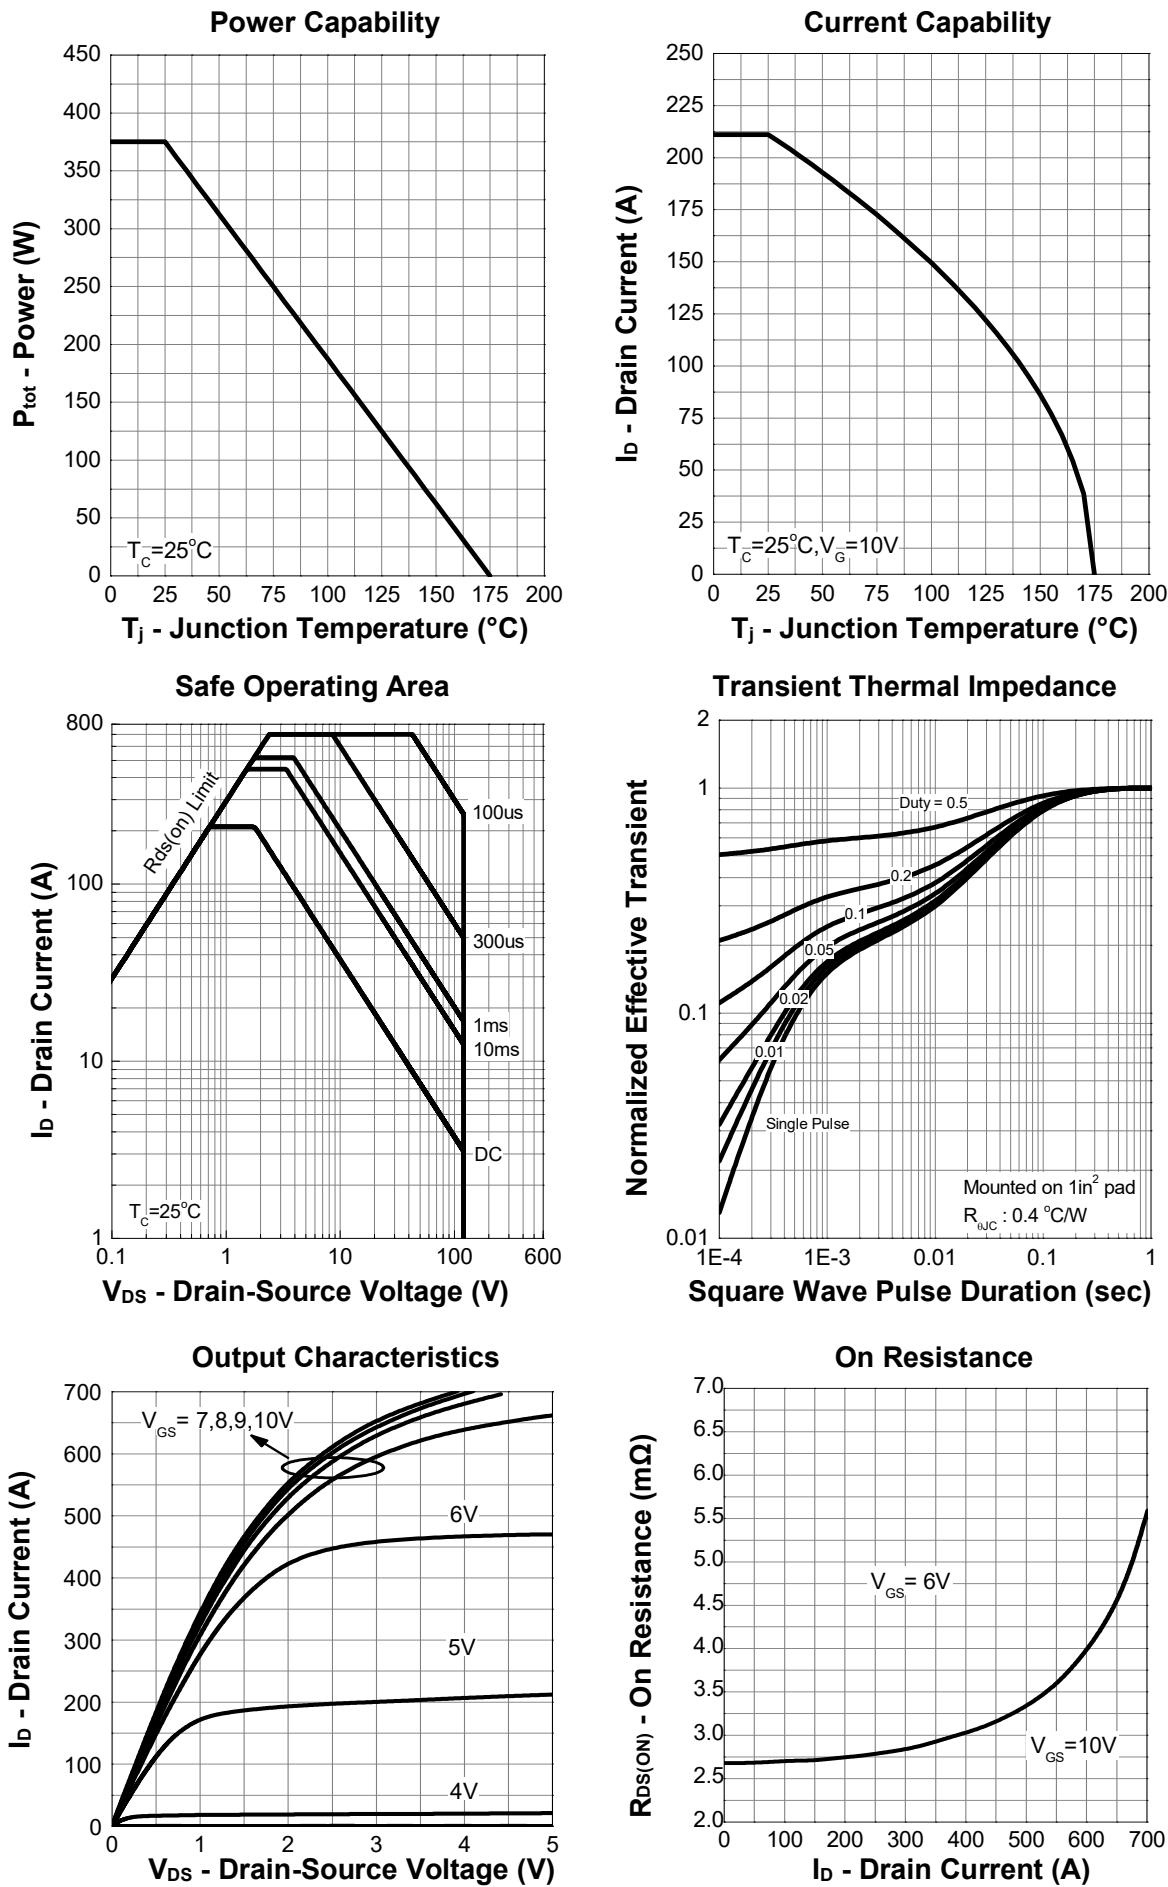 Power Capability
450
400
350
300
250
200
150
100
50
0
Ptot - Power (W)
TC=25oC
0 25 50 75 100 125 150 175 200
Tj - Junction Temperature (°C)
Current Capability
250
225
200
175
150
125
100
75
50
25
0
ID - Drain Current (A)
TC=25oC,VG=10V
0 25 50 75 100 125 150 175 200
Tj - Junction Temperature (°C)
Safe Operating Area
800
100
10
1
ID - Drain Current (A)
Rds(on) Limit
100us
300us
1ms
10ms
DC
TC=25oC
0.1 1 10 100 600
VDS - Drain-Source Voltage (V)
Transient Thermal Impedance
2
1
0.1
0.01
Normalized Effective Transient
Duty = 0.5
0.2
0.1
0.05
0.02
0.01
Single Pulse
Mounted on 1in2 pad
RθJC : 0.4 oC/W
1E-4 1E-3 0.01 0.1 1
Square Wave Pulse Duration (sec)
Output Characteristics
700
600
500
400
300
200
100
0
ID - Drain Current (A)
VGS= 7,8,9,10V
6V
5V
4V
0 1 2 3 4 5
VDS - Drain-Source Voltage (V)
On Resistance
7.0
6.5
6.0
5.5
5.0
4.5
4.0
3.5
3.0
2.5
2.0
RDS(ON) - On Resistance (mΩ)
VGS= 6V
VGS=10V
0 100 200 300 400 500 600 700
ID - Drain Current (A)